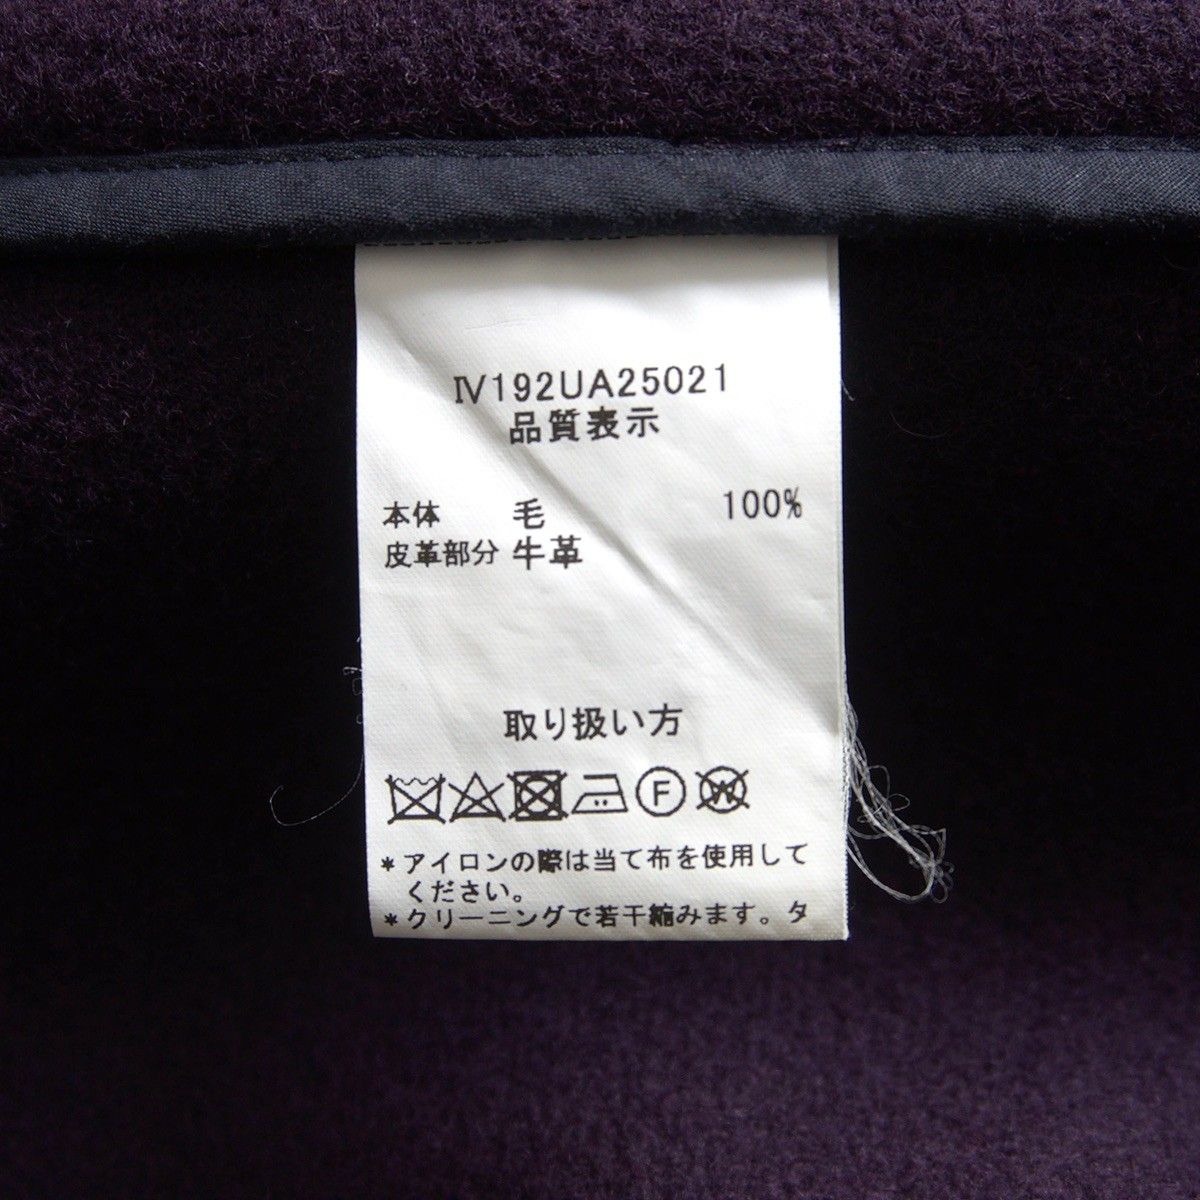 Ⅳ192UA25021
品質表示
本体 毛 100%
皮革部分 牛革
取り扱い方
F W
*アイロンの際は当て布を使用して
ください。
*クリーニングで若干縮みます。タ